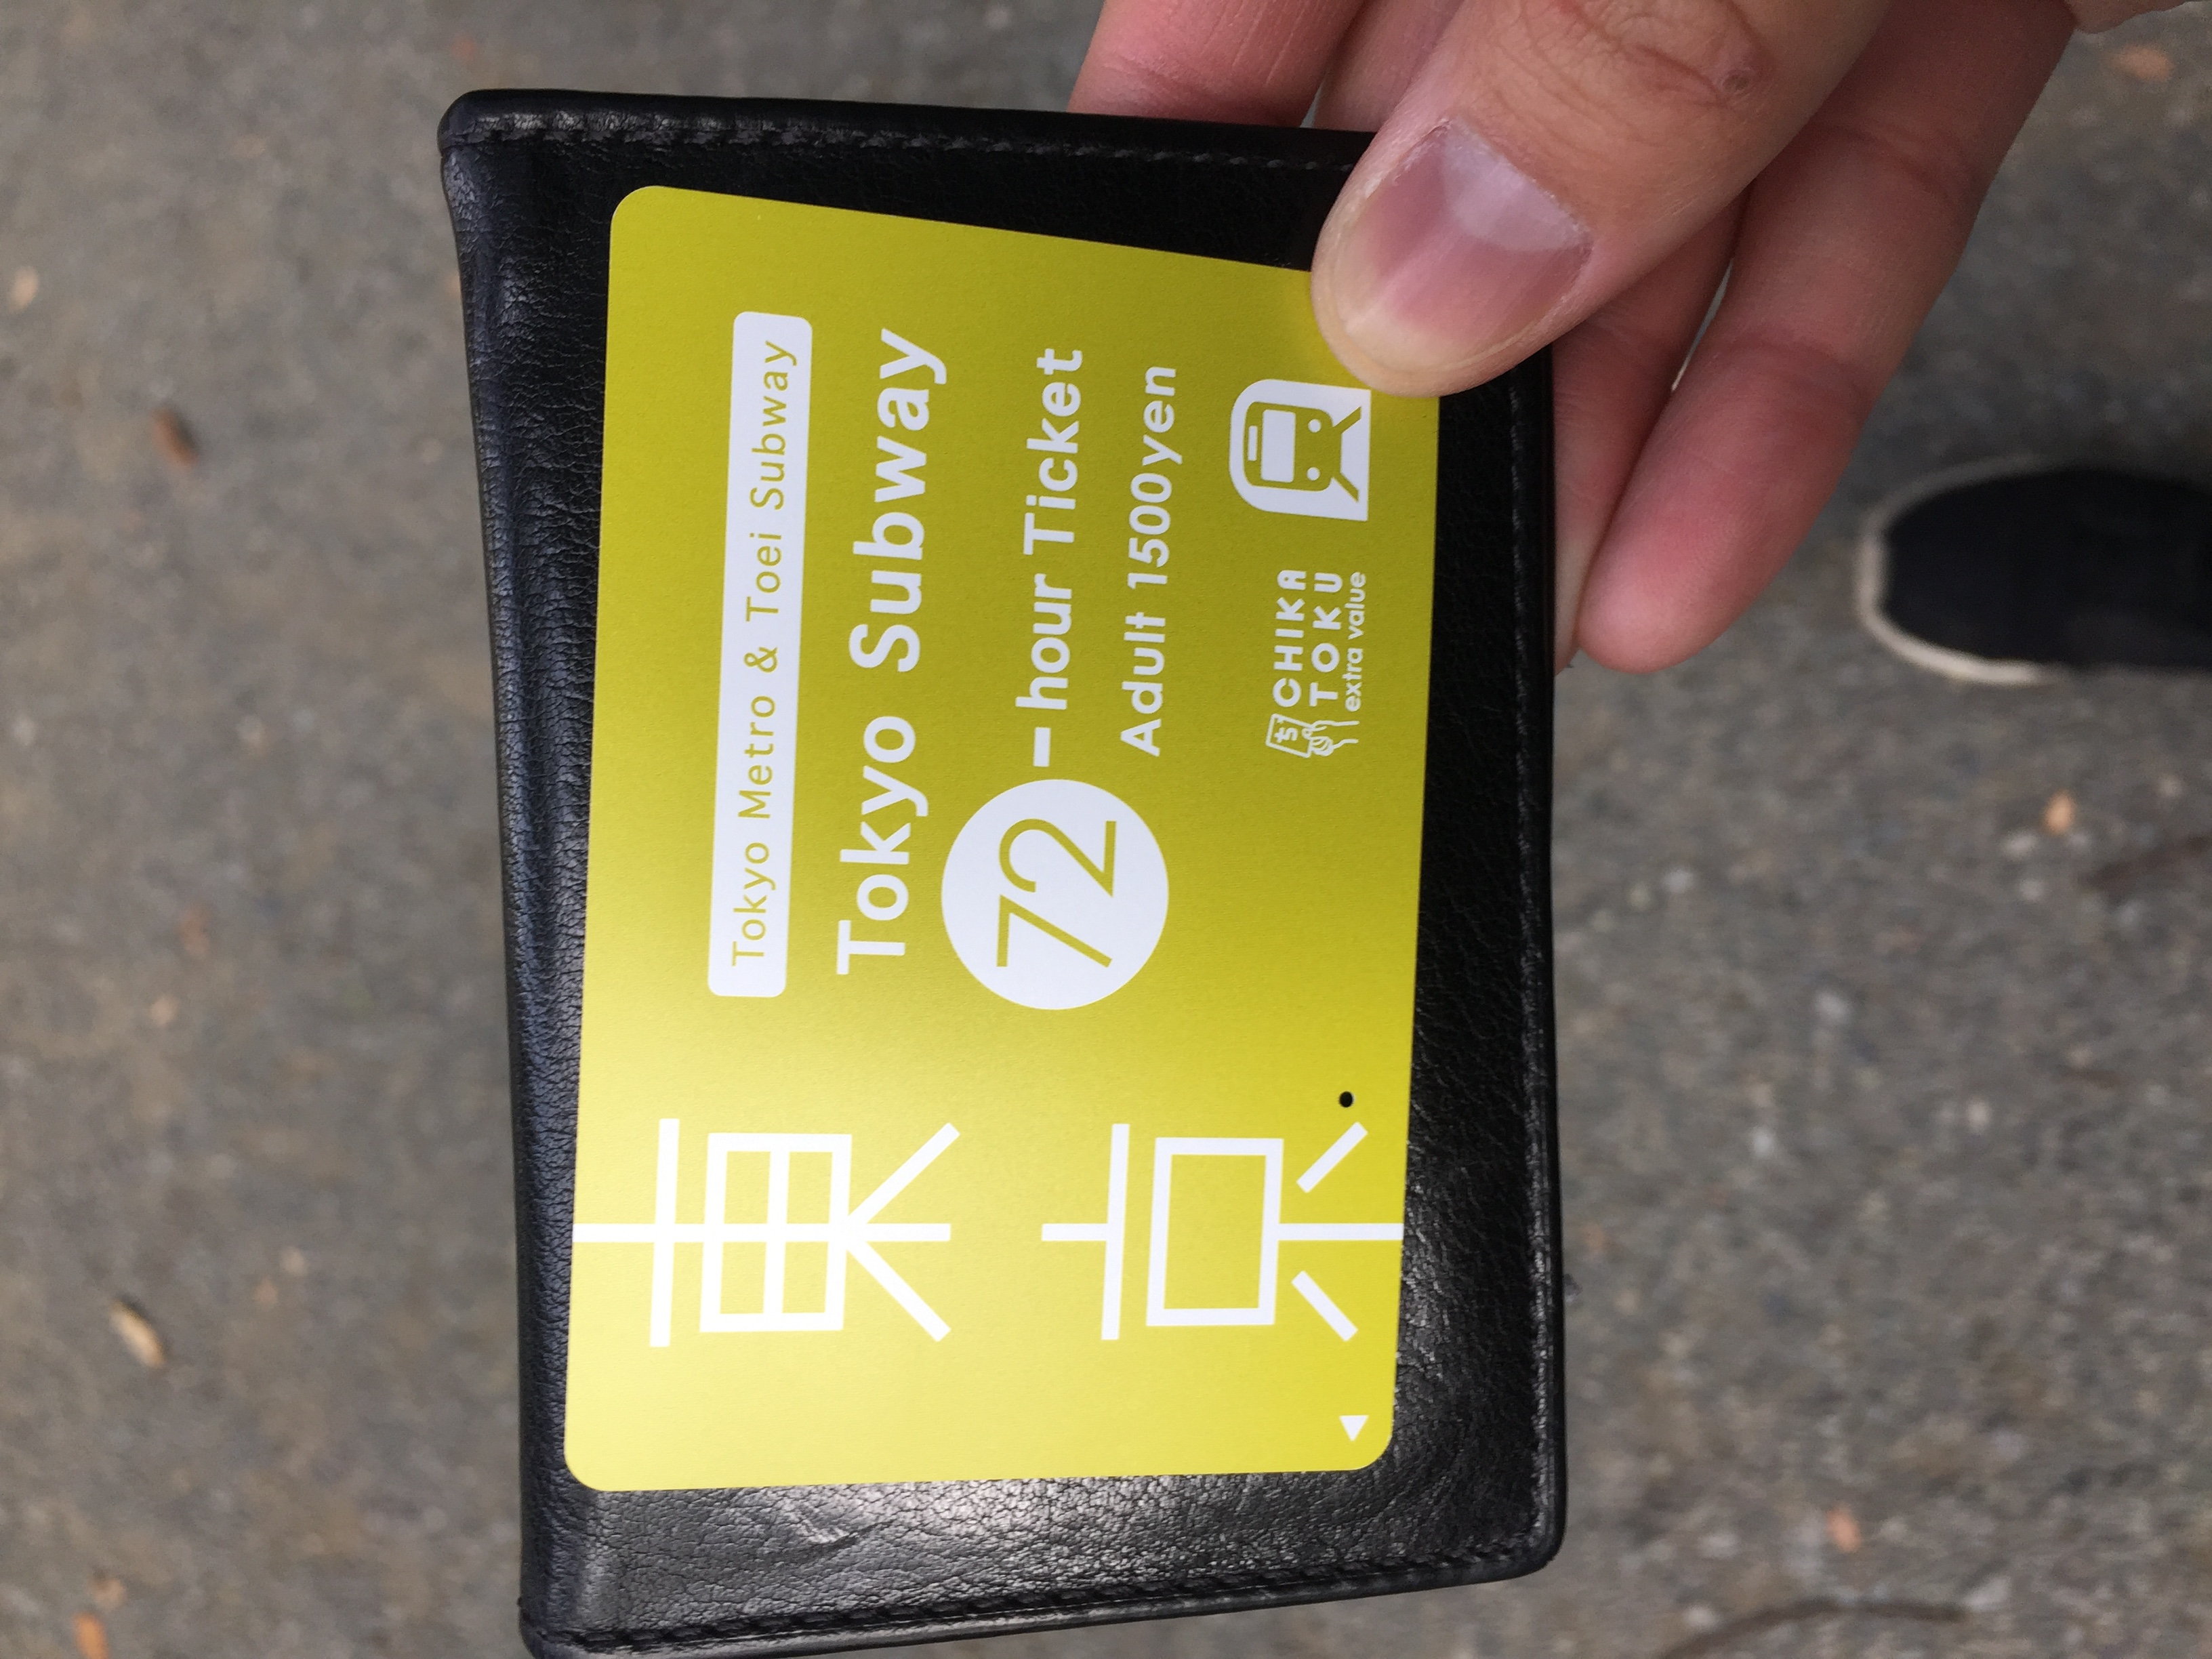 東京
Tokyo Metro & Toei Subway
Tokyo Subway
72-hour Ticket
Adult 1500yen
ち
CHIKA
TOKU
extra value